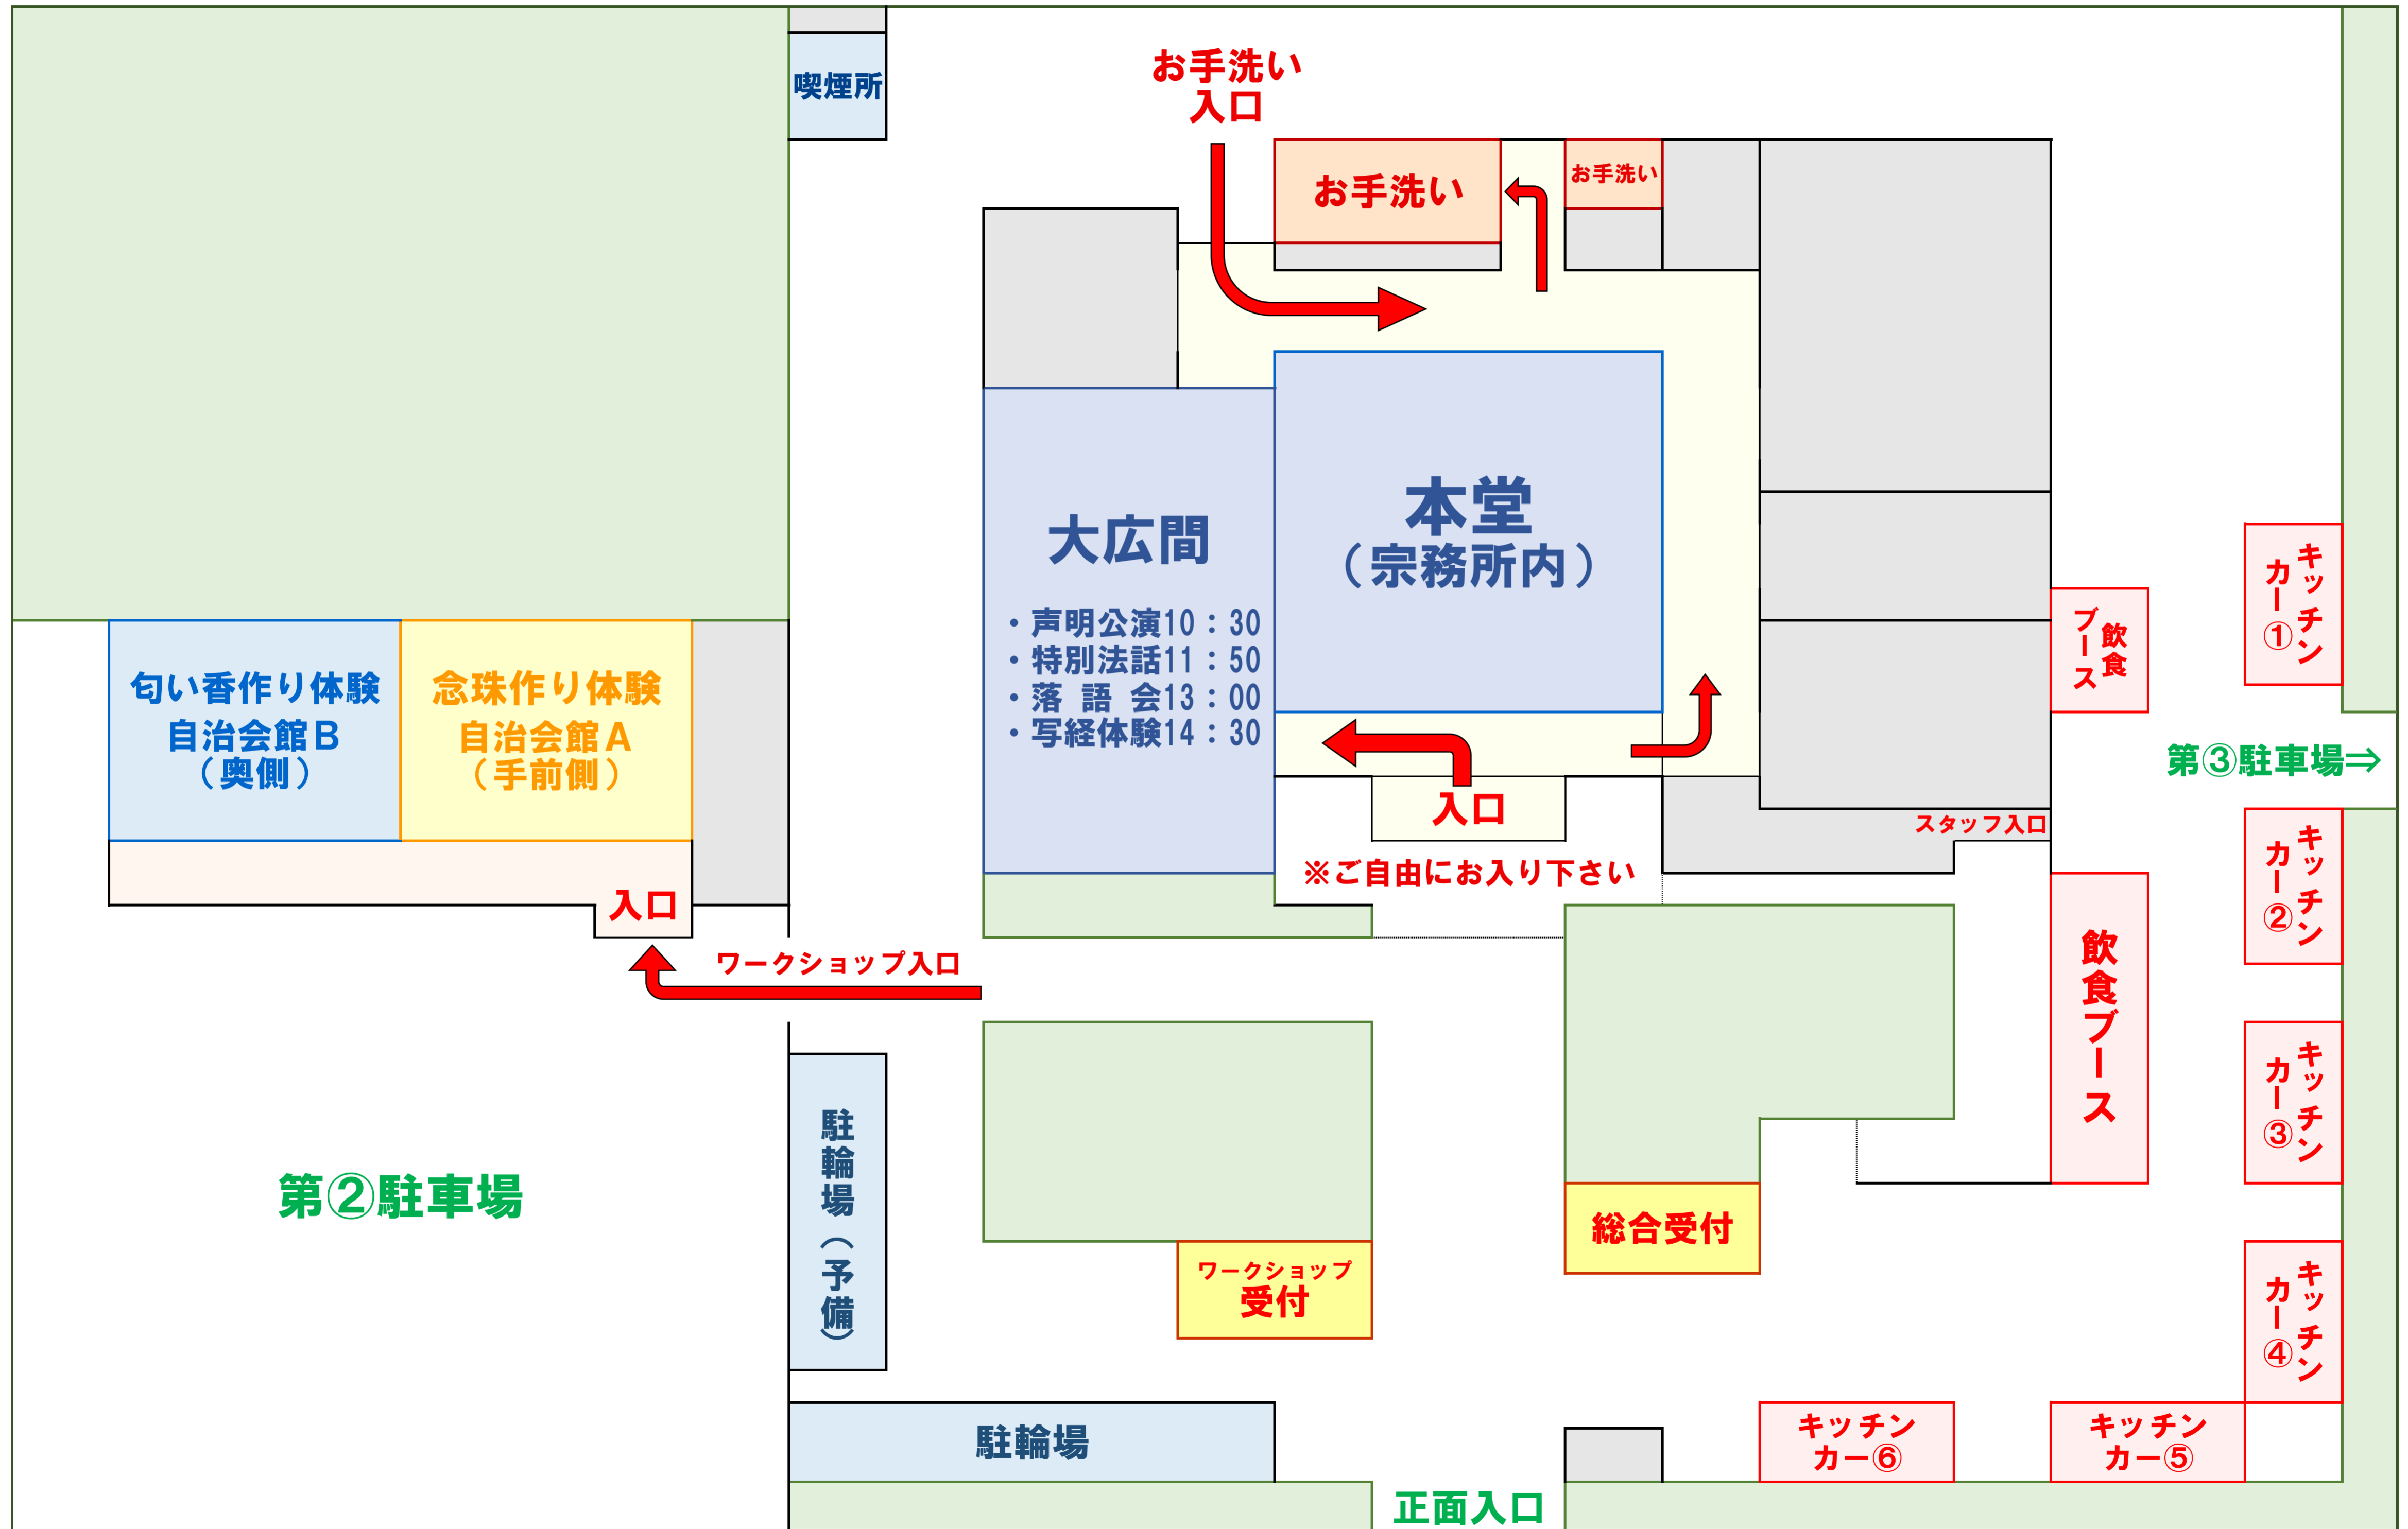 喫煙所
お手洗い
入口
お手洗い
お手洗い
大広間
・声明公演10：30
・特別法話11：50
・落 語 会13：00
・写経体験14：30
本堂
（宗務所内）
入口
※ご自由にお入り下さい
スタッフ入口
飲食
ブース
キッチン
カー①
第③駐車場⇒
キッチン
カー②
飲食ブース
キッチン
カー③
キッチン
カー④
キッチン
カー⑤
キッチン
カー⑥
匂い香作り体験
自治会館B
（奥側）
念珠作り体験
自治会館A
（手前側）
入口
ワークショップ入口
第②駐車場
駐輪場（予備）
ワークショップ
受付
総合受付
駐輪場
正面入口